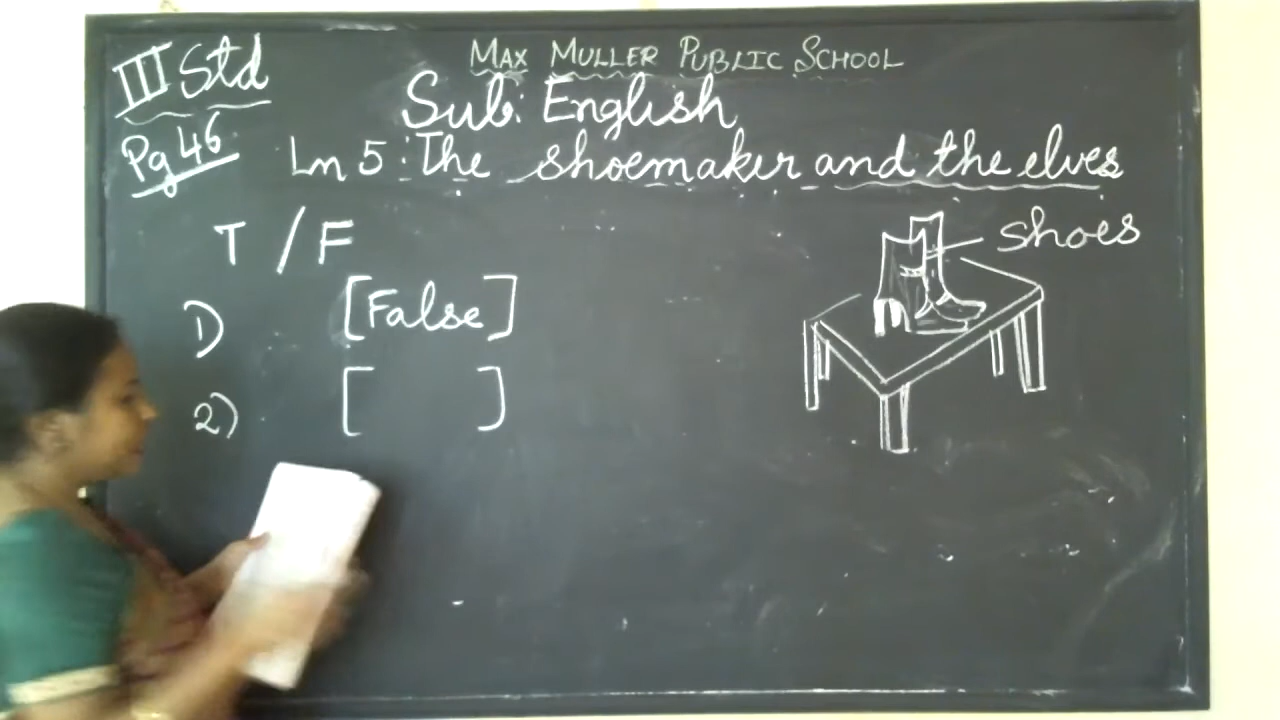 MAX MULLER PUBLIC SCHOOL
III Std
Sub: English
Pg 46
Ln 5 : The shoemaker and the elves
T / F
shoes
1) [False]
2) [ ]